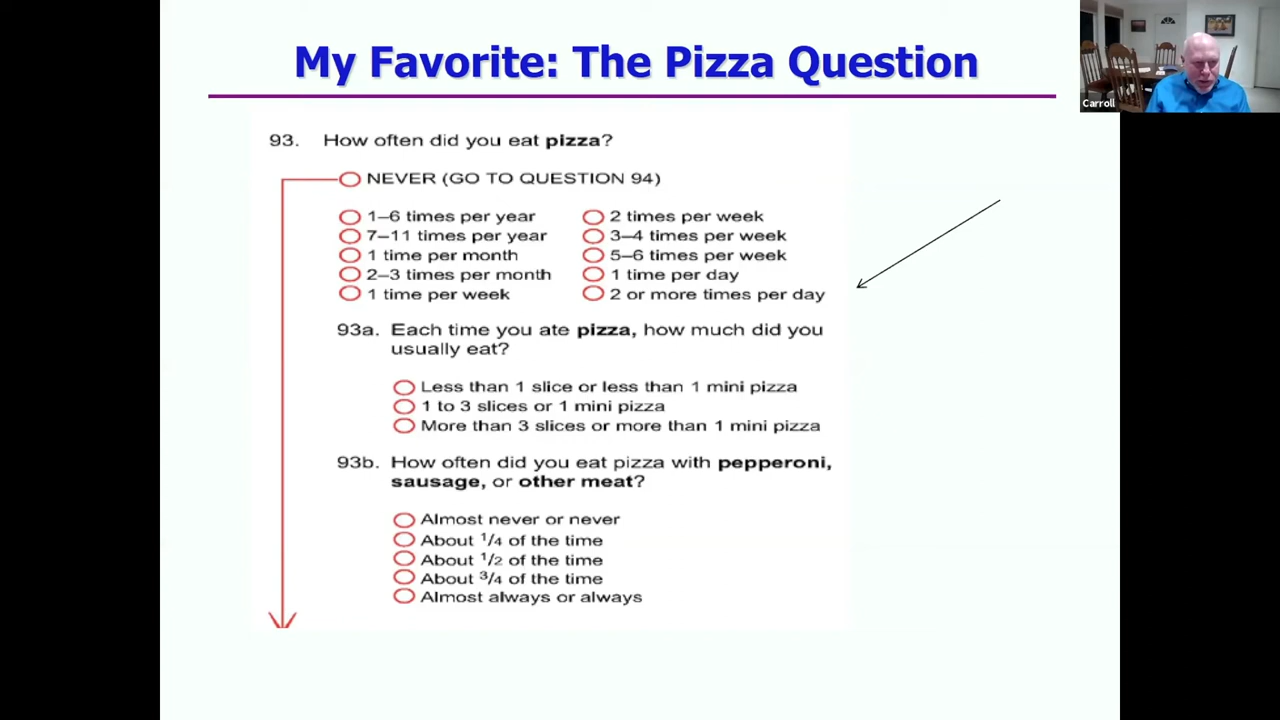 My Favorite: The Pizza Question
Carroll
93. How often did you eat pizza?
NEVER (GO TO QUESTION 94)
1–6 times per year
7–11 times per year
1 time per month
2–3 times per month
1 time per week
2 times per week
3–4 times per week
5–6 times per week
1 time per day
2 or more times per day
93a. Each time you ate pizza, how much did you
usually eat?
Less than 1 slice or less than 1 mini pizza
1 to 3 slices or 1 mini pizza
More than 3 slices or more than 1 mini pizza
93b. How often did you eat pizza with pepperoni,
sausage, or other meat?
Almost never or never
About 1/4 of the time
About 1/2 of the time
About 3/4 of the time
Almost always or always